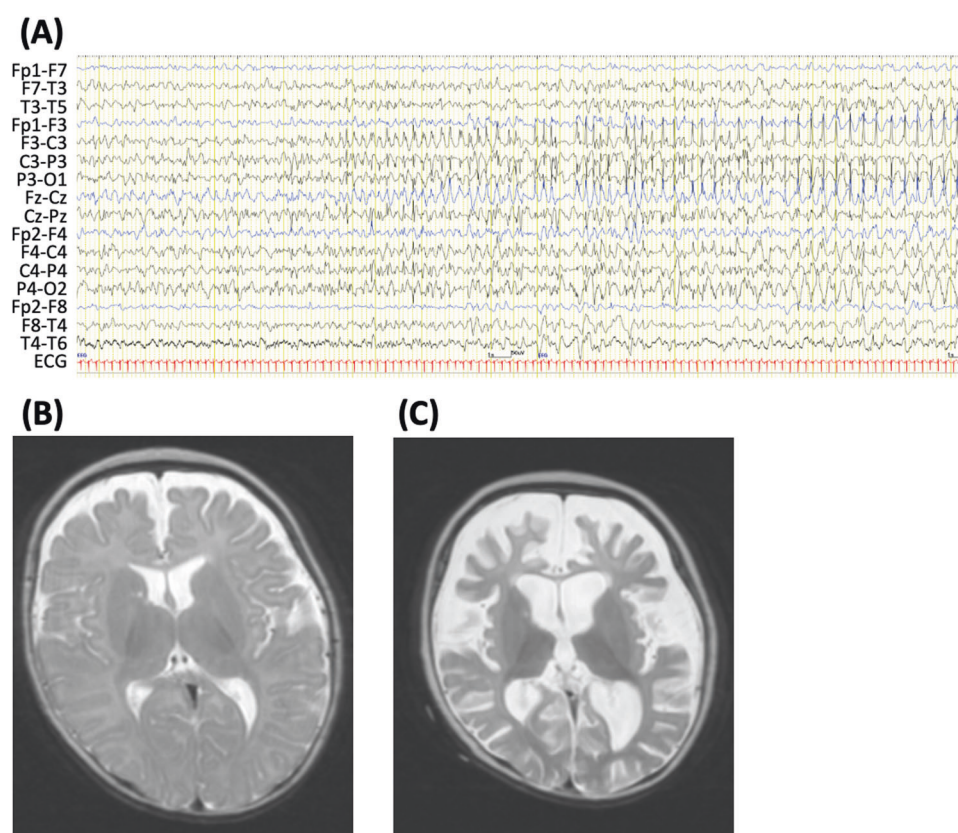 (A)
Fp1-F7
F7-T3
T3-T5
Fp1-F3
F3-C3
C3-P3
P3-O1
Fz-Cz
Cz-Pz
Fp2-F4
F4-C4
C4-P4
P4-O2
Fp2-F8
F8-T4
T4-T6
ECG
(B)
(C)